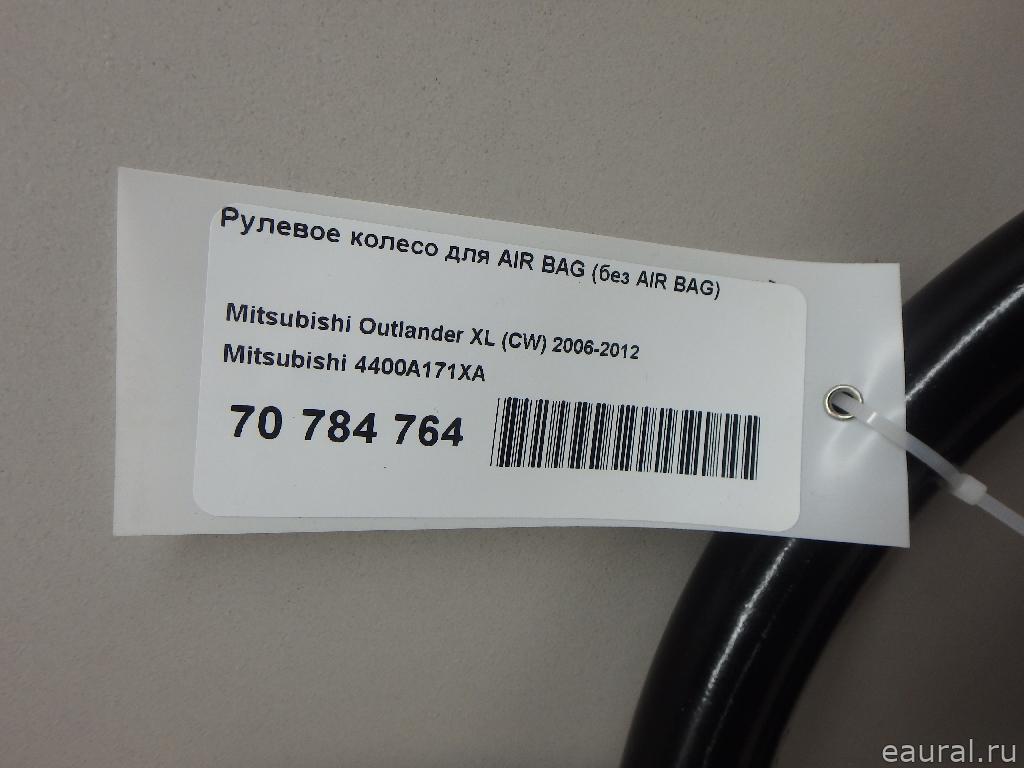 Рулевое колесо для AIR BAG (без AIR BAG)
Mitsubishi Outlander XL (CW) 2006-2012
Mitsubishi 4400A171XA
70 784 764
eaural.ru